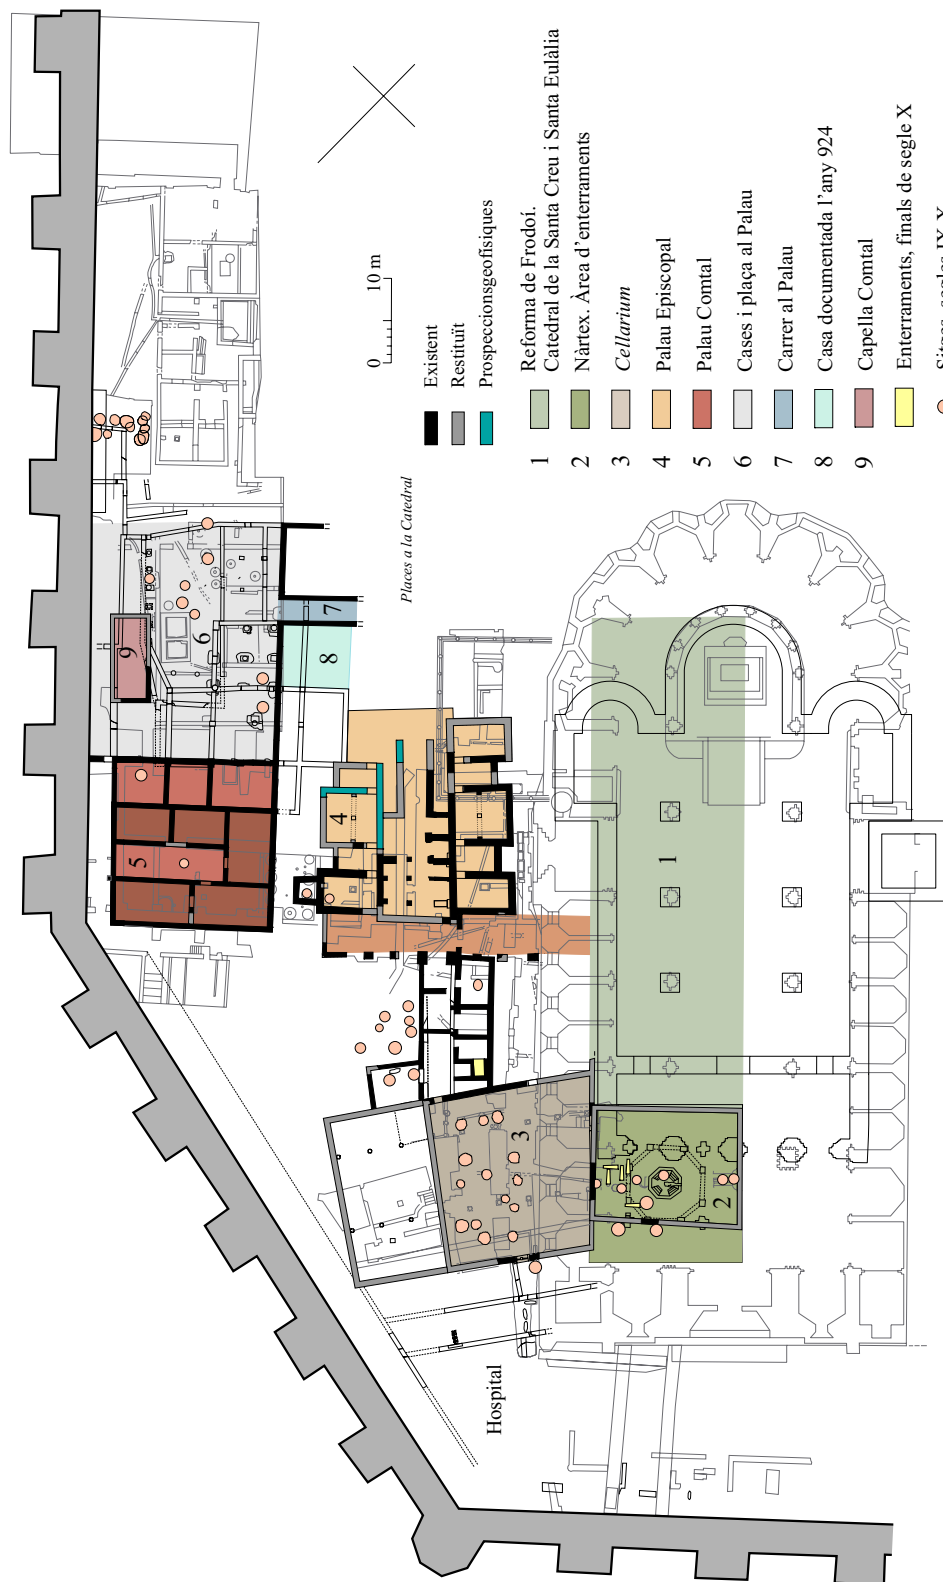 0 10 m
Existent
Restituït
Prospeccionsgeofísiques
1 Reforma de Frodoí.
Catedral de la Santa Creu i Santa Eulàlia
2 Nàrtex. Àrea d’enterraments
3 Cellarium
4 Palau Episcopal
5 Palau Comtal
6 Cases i plaça al Palau
7 Carrer al Palau
8 Casa documentada l’any 924
9 Capella Comtal
Enterraments, finals de segle X
Places a la Catedral
Hospital
9
6
7
8
5
4
3
1
2